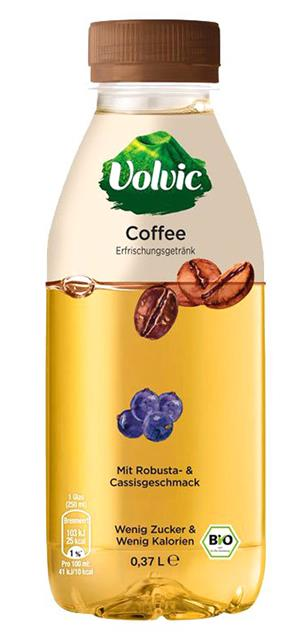 Volvic
Coffee
Erfrischungsgetränk
Mit Robusta- &
Cassisgeschmack
1 Glas
(250 ml)
Brennwert
103 kJ
25 kcal
1%*
Pro 100 ml:
41 kJ/10 kcal
Wenig Zucker &
Wenig Kalorien
0,37 L ℮
BIO